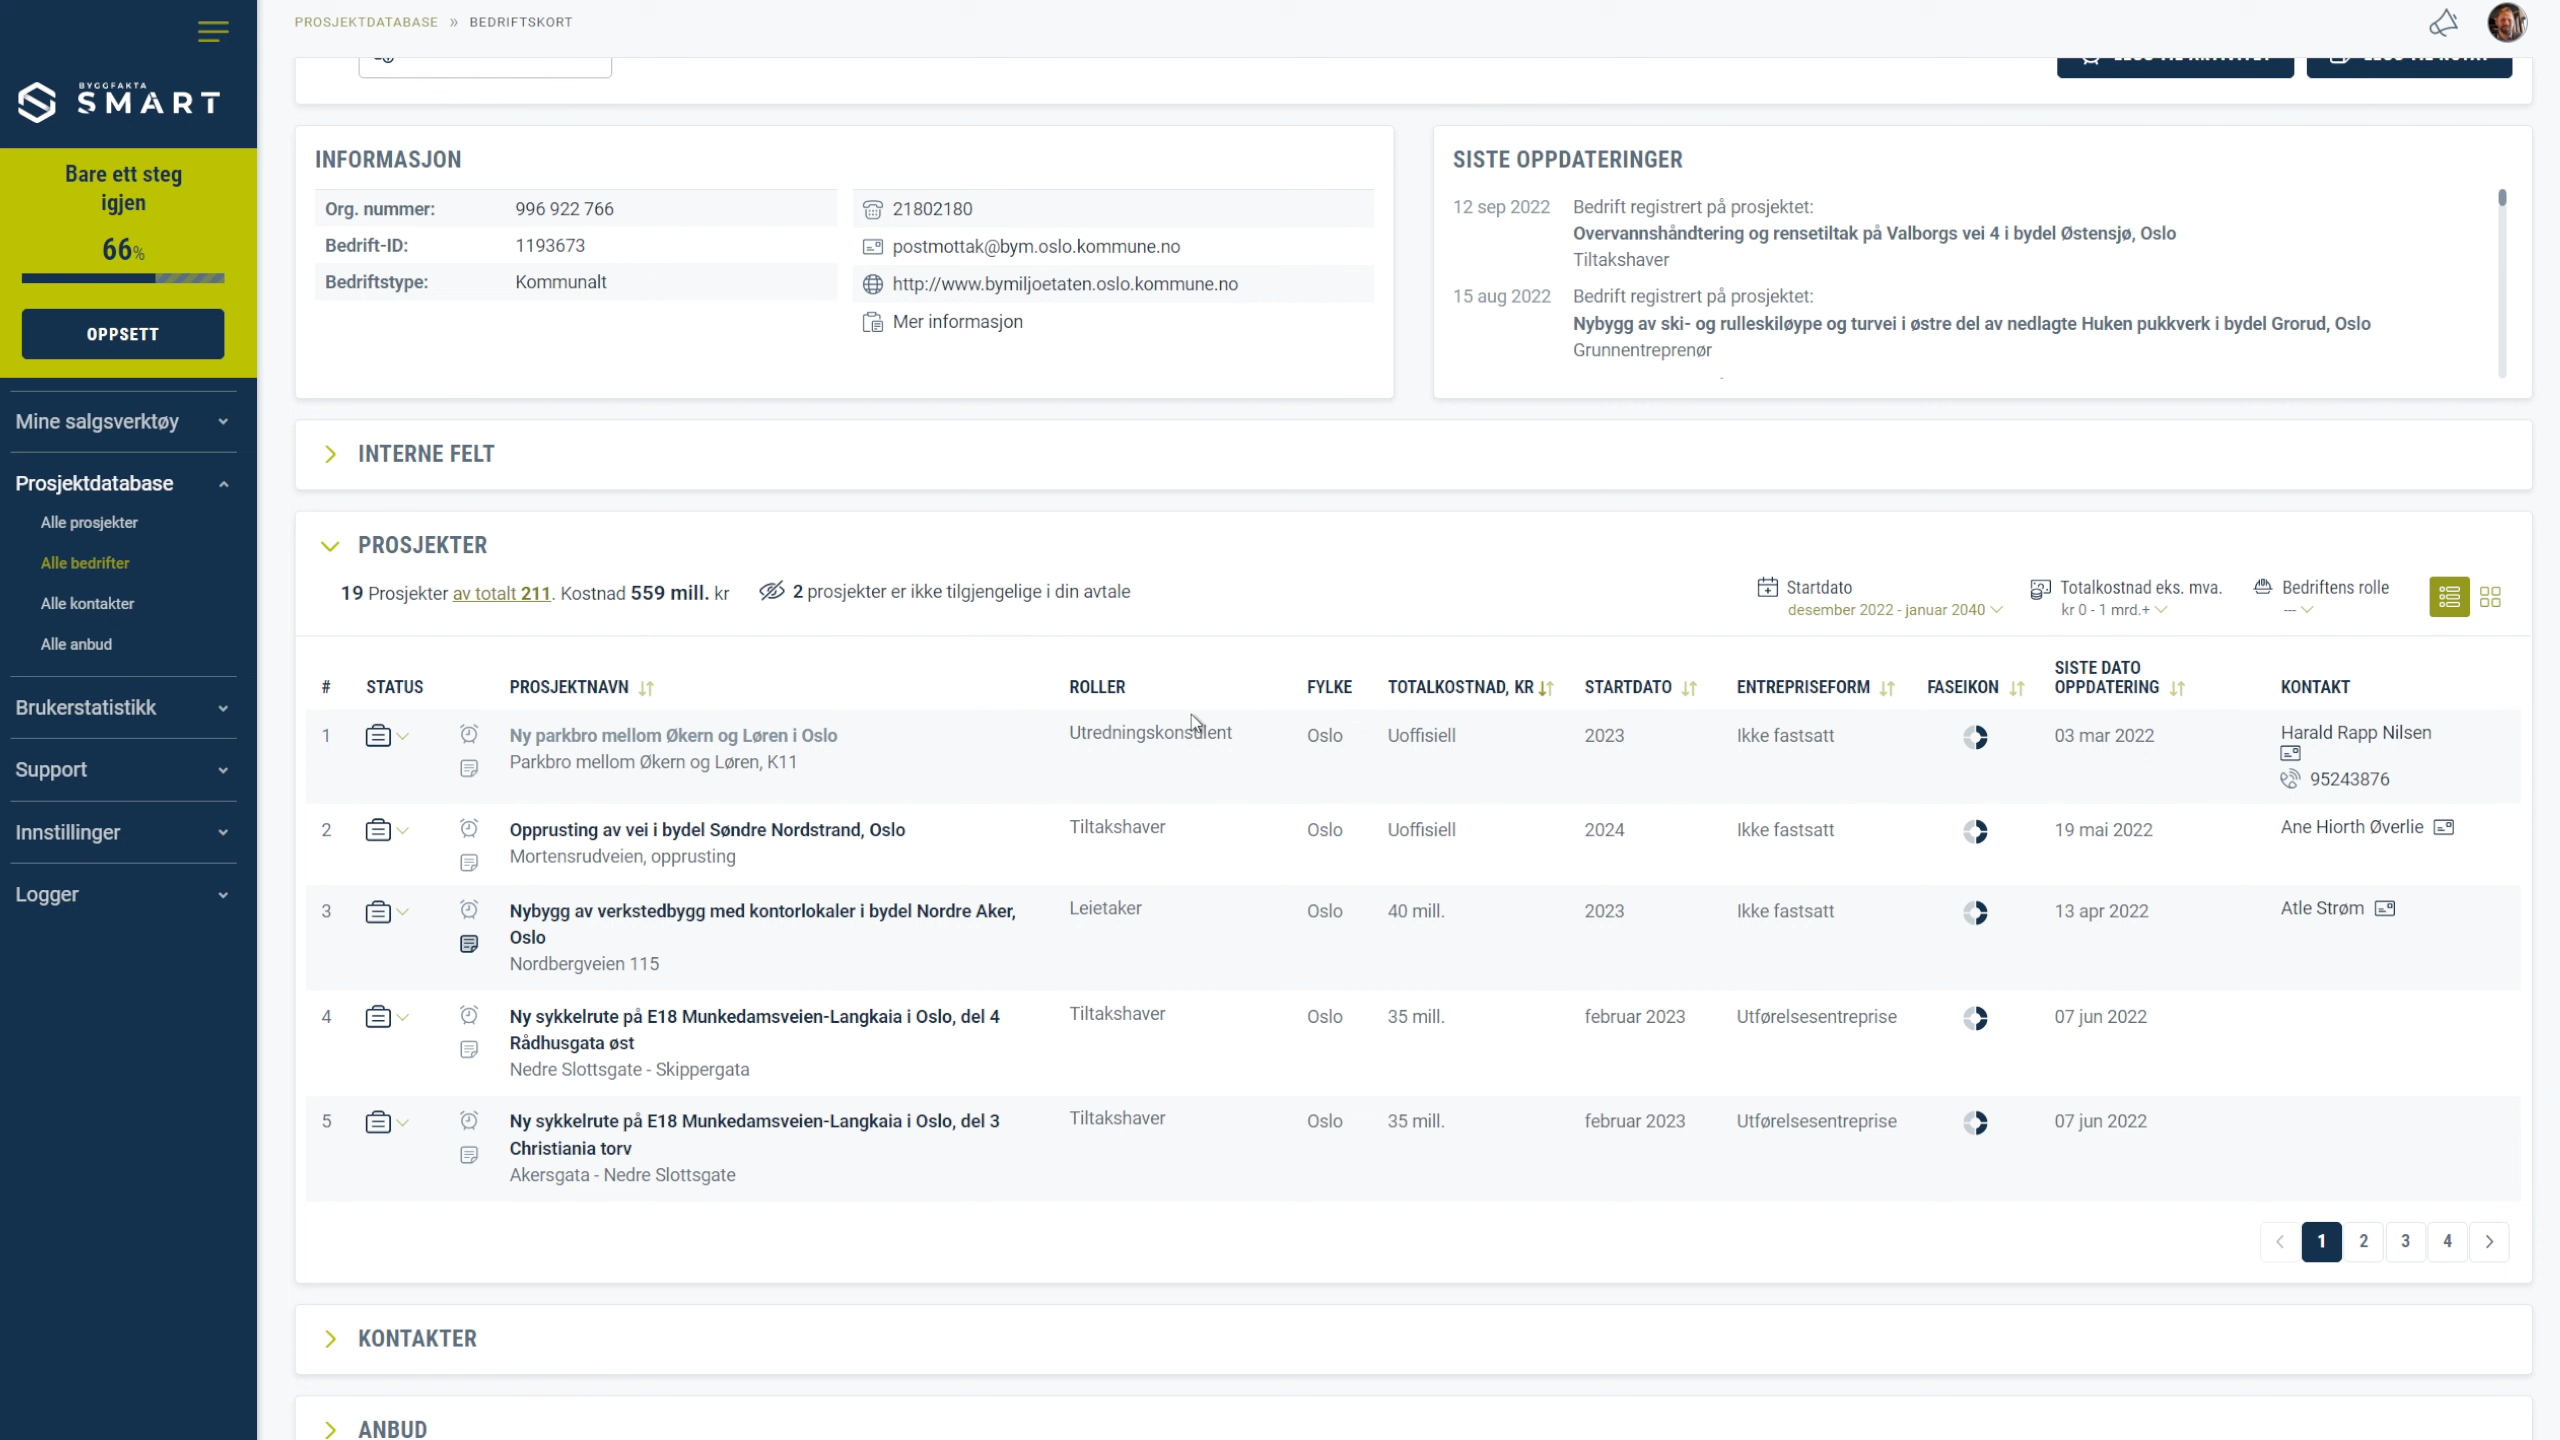 PROSJEKTDATABASE » BEDRIFTSKORT
BYGGFAKTA
SMART
Bare ett steg
igjen
66%
OPPSETT
Mine salgsverktøy
Prosjektdatabase
Alle prosjekter
Alle bedrifter
Alle kontakter
Alle anbud
Brukerstatistikk
Support
Innstillinger
Logger
INFORMASJON
Org. nummer: 996 922 766
Bedrift-ID: 1193673
Bedriftstype: Kommunalt
21802180
postmottak@bym.oslo.kommune.no
http://www.bymiljoetaten.oslo.kommune.no
Mer informasjon
SISTE OPPDATERINGER
12 sep 2022 Bedrift registrert på prosjektet:
Overvannshåndtering og rensetiltak på Valborgs vei 4 i bydel Østensjø, Oslo
Tiltakshaver
15 aug 2022 Bedrift registrert på prosjektet:
Nybygg av ski- og rulleskiløype og turvei i østre del av nedlagte Huken pukkverk i bydel Grorud, Oslo
Grunnentreprenør
INTERNE FELT
PROSJEKTER
19 Prosjekter av totalt 211. Kostnad 559 mill. kr 2 prosjekter er ikke tilgjengelige i din avtale
Startdato Totalkostnad eks. mva. Bedriftens rolle
desember 2022 - januar 2040 kr 0 - 1 mrd.+ ---
# STATUS PROSJEKTNAVN ROLLER FYLKE TOTALKOSTNAD, KR STARTDATO ENTREPRISEFORM FASEIKON SISTE DATO OPPDATERING KONTAKT
1 Ny parkbro mellom Økern og Løren i Oslo Utredningskonsulent Oslo Uoffisiell 2023 Ikke fastsatt 03 mar 2022 Harald Rapp Nilsen
Parkbro mellom Økern og Løren, K11
95243876
2 Opprusting av vei i bydel Søndre Nordstrand, Oslo Tiltakshaver Oslo Uoffisiell 2024 Ikke fastsatt 19 mai 2022 Ane Hiorth Øverlie
Mortensrudveien, opprusting
3 Nybygg av verkstedbygg med kontorlokaler i bydel Nordre Aker, Leietaker Oslo 40 mill. 2023 Ikke fastsatt 13 apr 2022 Atle Strøm
Oslo
Nordbergveien 115
4 Ny sykkelrute på E18 Munkedamsveien-Langkaia i Oslo, del 4 Tiltakshaver Oslo 35 mill. februar 2023 Utførelsesentreprise 07 jun 2022
Rådhusgata øst
Nedre Slottsgate - Skippergata
5 Ny sykkelrute på E18 Munkedamsveien-Langkaia i Oslo, del 3 Tiltakshaver Oslo 35 mill. februar 2023 Utførelsesentreprise 07 jun 2022
Christiania torv
Akersgata - Nedre Slottsgate
1 2 3 4
KONTAKTER
ANBUD